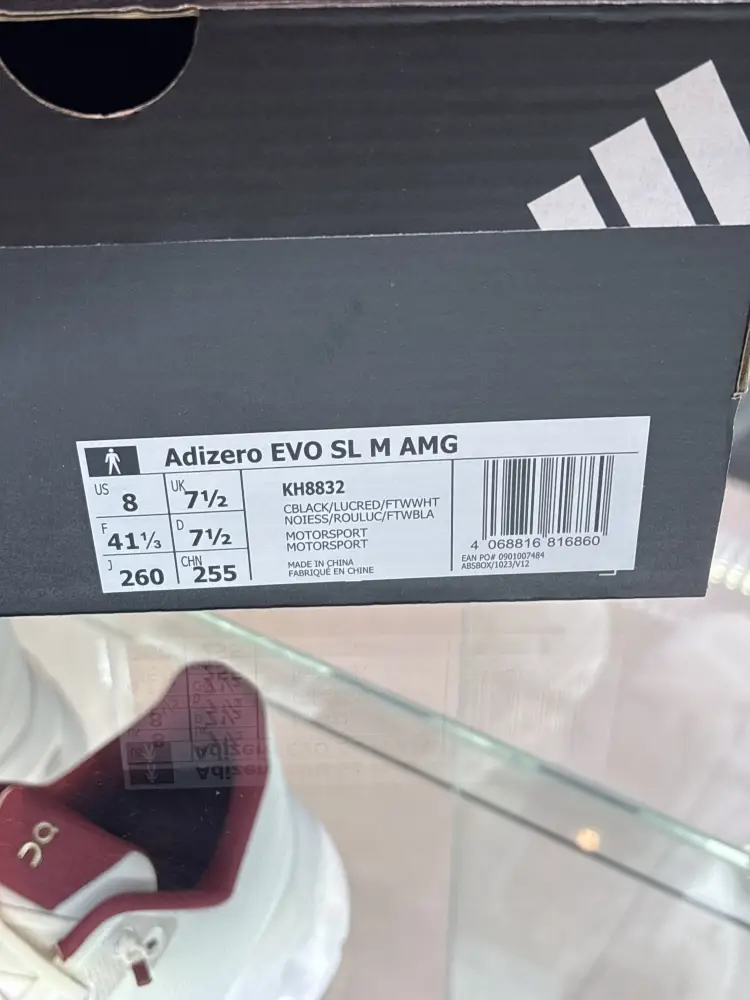 Adizero EVO SL M AMG
US 8 UK 7½
F 41⅓ D 7½
J 260 CHN 255
KH8832
CBLACK/LUCRED/FTWWHT
NOIESS/ROULUC/FTWBLA
MOTORSPORT
MOTORSPORT
MADE IN CHINA
FABRIQUÉ EN CHINE
4 068816 816860
EAN PO# 0901007484
ABSBOX/1023/V12